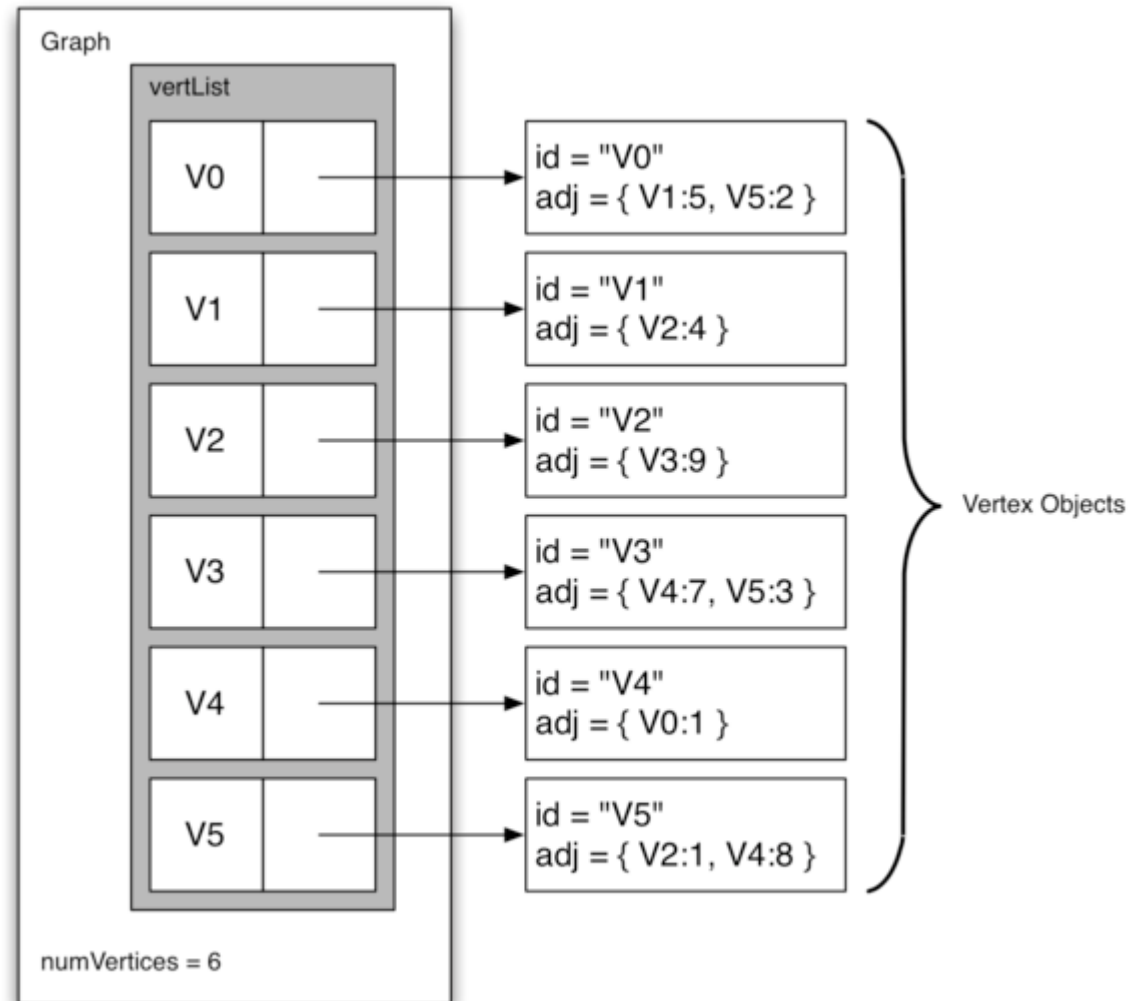 Graph
vertList
V0
id = "V0"
adj = { V1:5, V5:2 }
V1
id = "V1"
adj = { V2:4 }
V2
id = "V2"
adj = { V3:9 }
V3
id = "V3"
adj = { V4:7, V5:3 }
V4
id = "V4"
adj = { V0:1 }
V5
id = "V5"
adj = { V2:1, V4:8 }
Vertex Objects
numVertices = 6